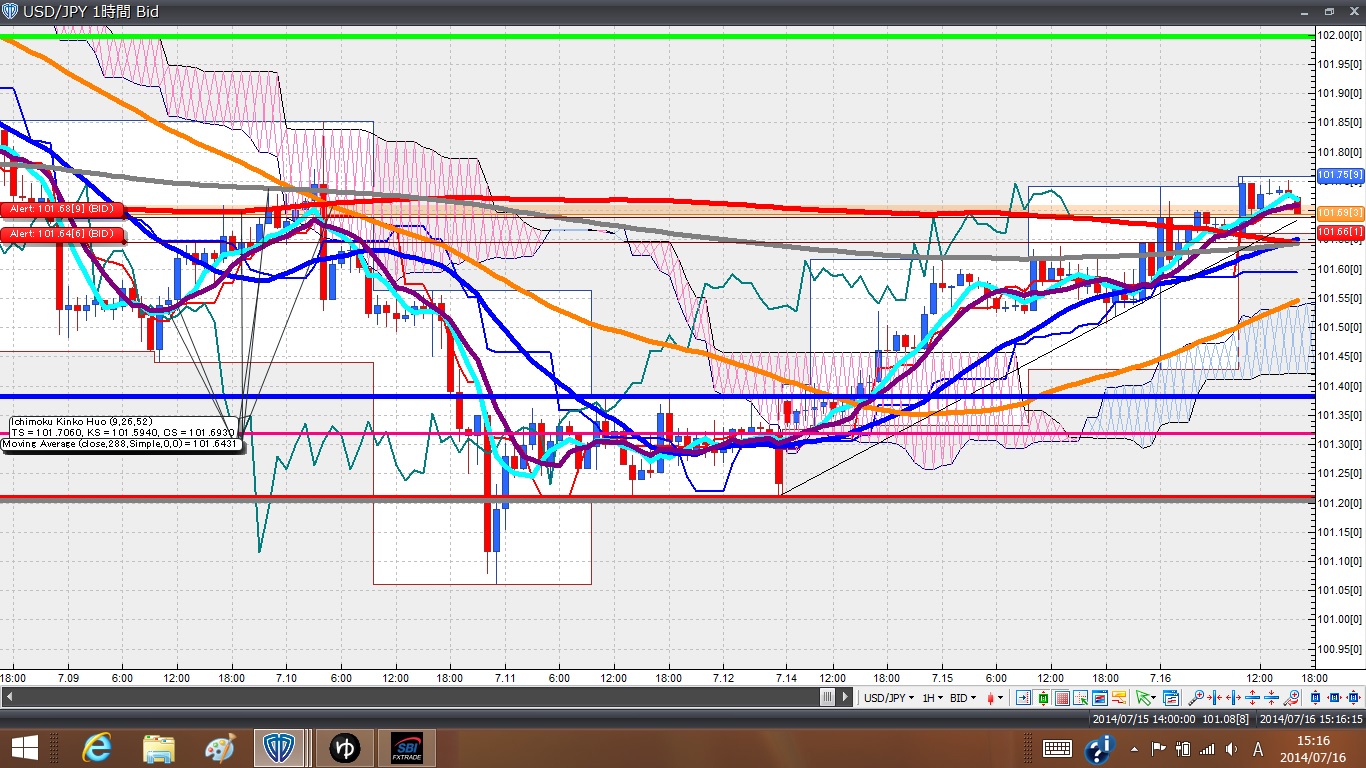 USD/JPY 1時間 Bid
102.00[0]
101.95[0]
101.90[0]
101.85[0]
101.80[0]
101.75[9]
101.69[3]
101.66[1]
101.60[0]
101.55[0]
101.50[0]
101.45[0]
101.40[0]
101.35[0]
101.30[0]
101.25[0]
101.20[0]
101.15[0]
101.10[0]
101.05[0]
101.00[0]
100.95[0]
Alert: 101.68[9] (BID)
Alert: 101.64[6] (BID)
Ichimoku Kinko Huo (9,26,52)
TS = 101.7060, KS = 101.5940, CS = 101.6930
Moving Average (close,288,Simple,0,0) = 101.6431
18:00 7.09 6:00 12:00 18:00 7.10 6:00 12:00 18:00 7.11 6:00 12:00 18:00 7.12 7.14 12:00 18:00 7.15 6:00 12:00 18:00 7.16 12:00 18:00
USD/JPY 1H BID
2014/07/15 14:00:00 101.08[8] 2014/07/16 15:16:15
ゆ
SBI
FXTRADE
A
15:16
2014/07/16